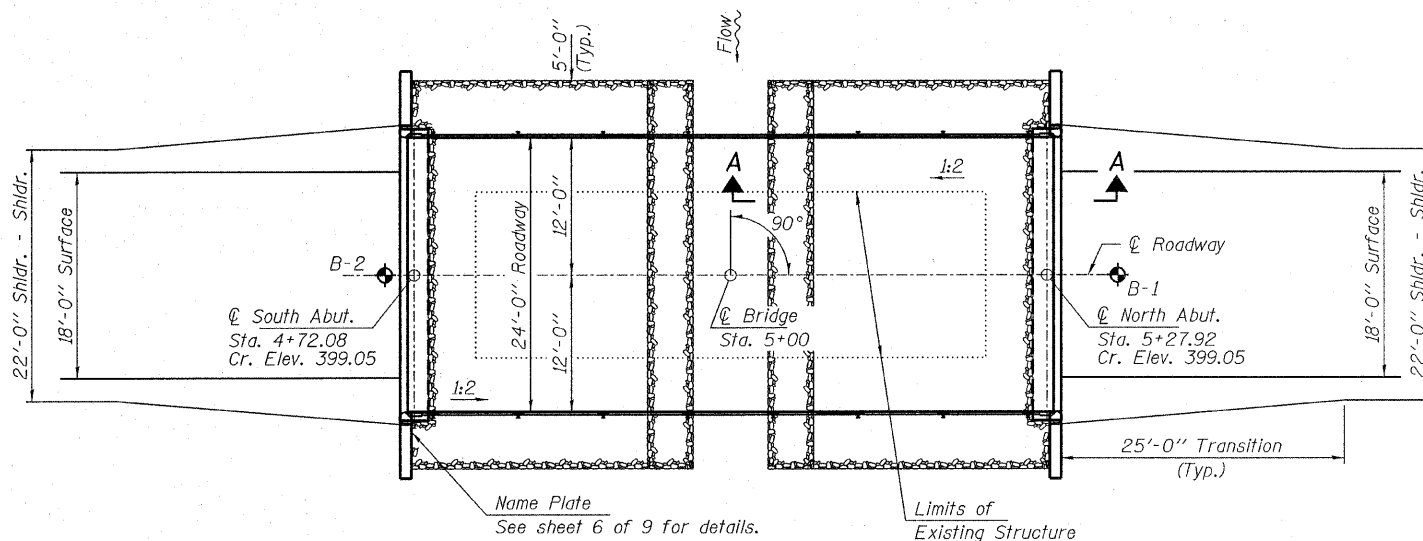 Flow
5'-0"
(Typ.)
A
A
1:2
90°
22'-0" Shldr. - Shldr.
18'-0" Surface
24'-0" Roadway
12'-0"
12'-0"
℄ Roadway
B-2
B-1
℄ South Abut.
Sta. 4+72.08
Cr. Elev. 399.05
℄ Bridge
Sta. 5+00
℄ North Abut.
Sta. 5+27.92
Cr. Elev. 399.05
18'-0" Surface
22'-0" Shldr. - Shldr.
1:2
25'-0" Transition
(Typ.)
Name Plate
See sheet 6 of 9 for details.
Limits of
Existing Structure